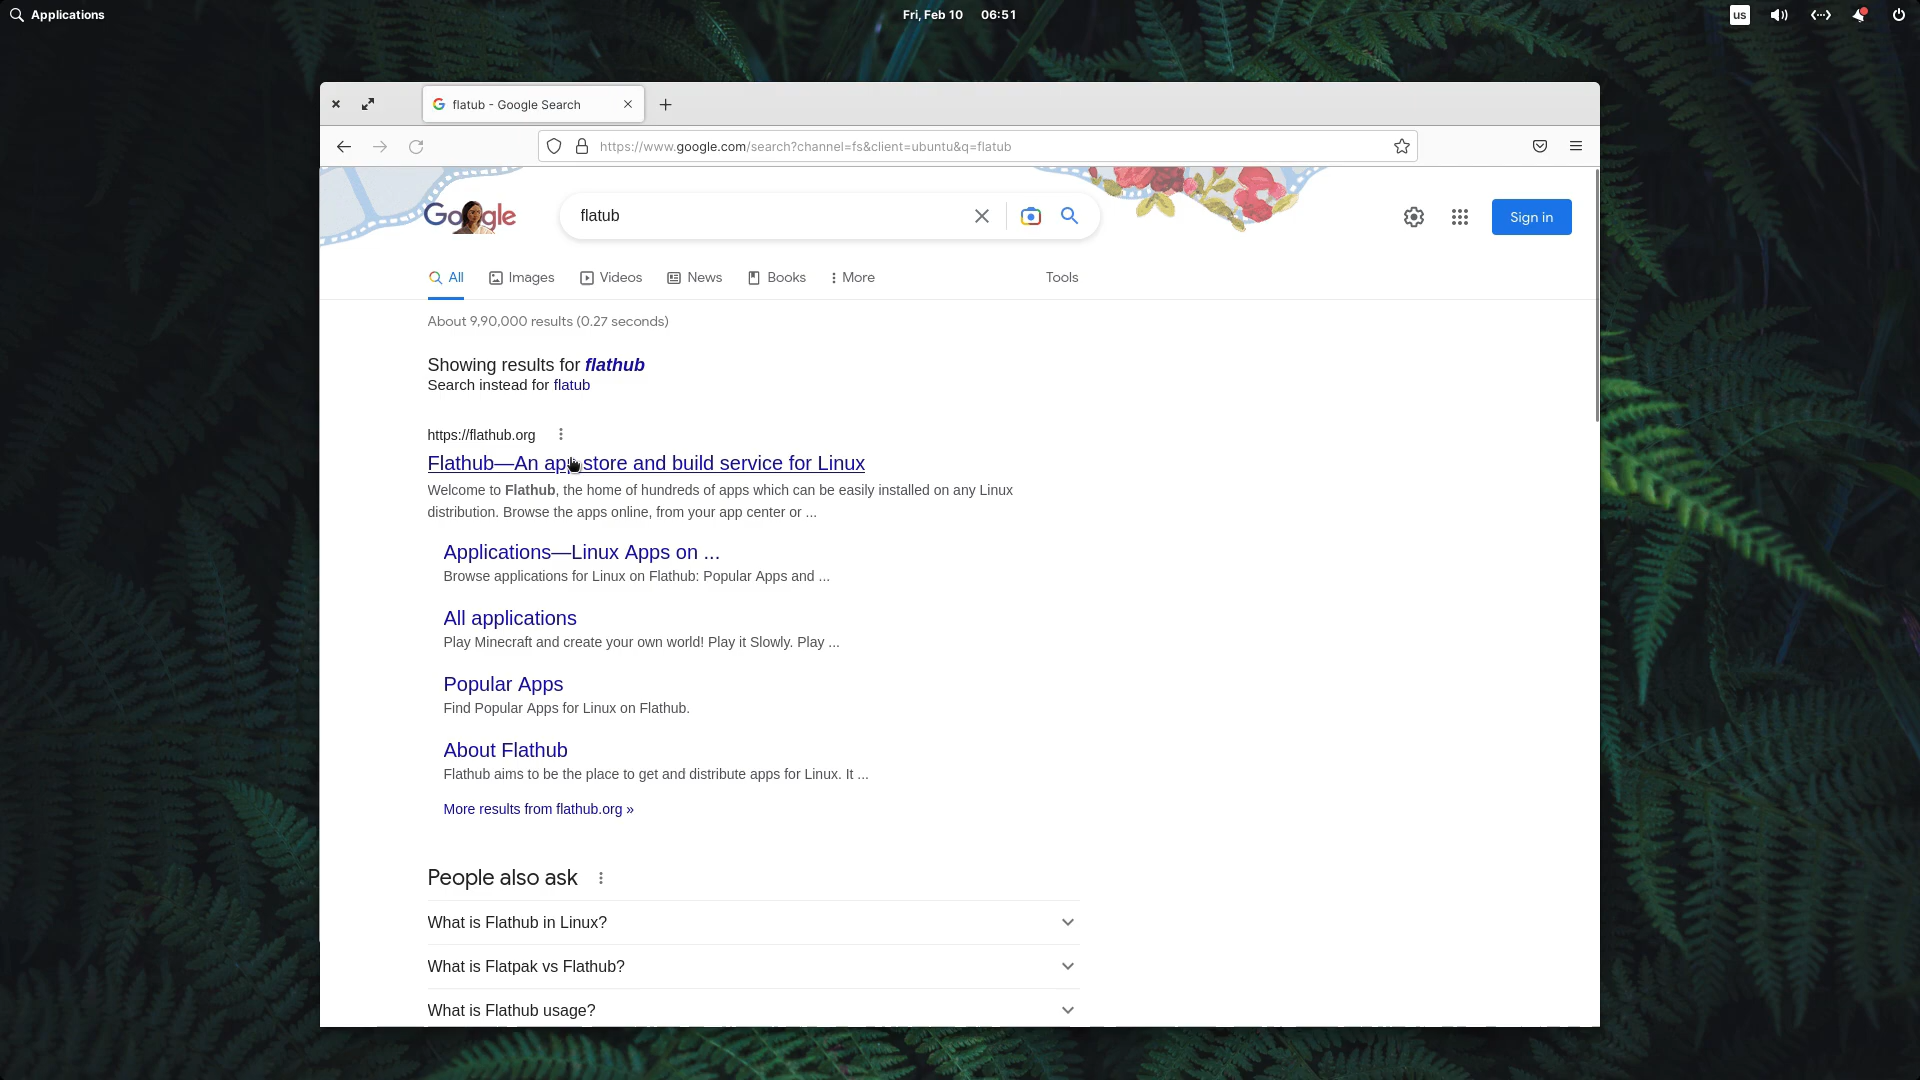 Applications
Fri, Feb 10 06:51
us
flatub - Google Search
https://www.google.com/search?channel=fs&client=ubuntu&q=flatub
Google
flatub
Sign in
All Images Videos News Books More Tools
About 9,90,000 results (0.27 seconds)
Showing results for flathub
Search instead for flatub
https://flathub.org
Flathub—An app store and build service for Linux
Welcome to Flathub, the home of hundreds of apps which can be easily installed on any Linux
distribution. Browse the apps online, from your app center or ...
Applications—Linux Apps on ...
Browse applications for Linux on Flathub: Popular Apps and ...
All applications
Play Minecraft and create your own world! Play it Slowly. Play ...
Popular Apps
Find Popular Apps for Linux on Flathub.
About Flathub
Flathub aims to be the place to get and distribute apps for Linux. It ...
More results from flathub.org »
People also ask
What is Flathub in Linux?
What is Flatpak vs Flathub?
What is Flathub usage?